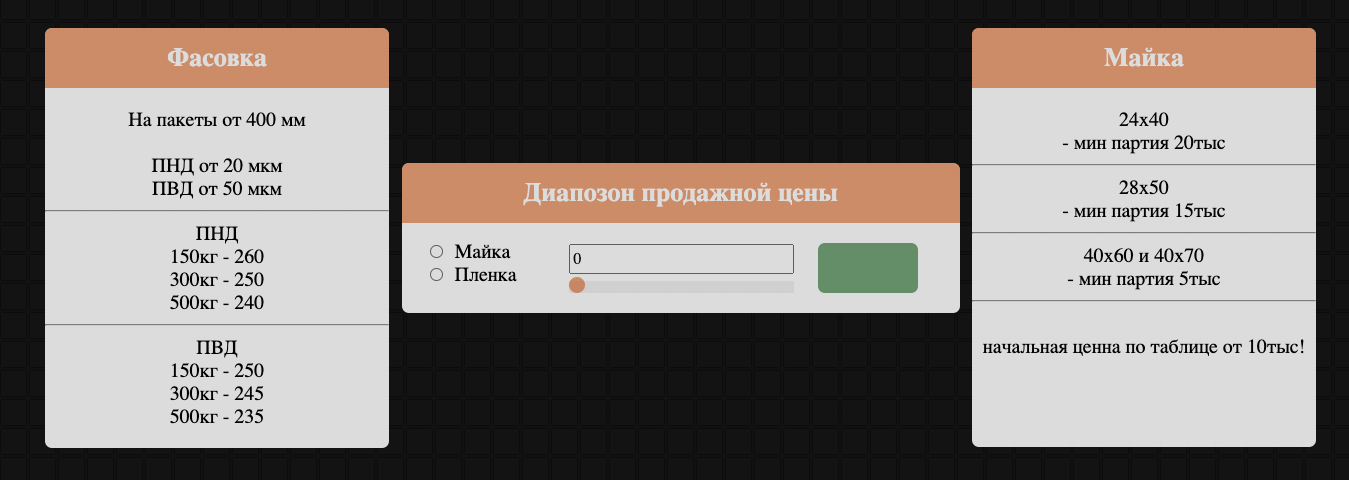 Фасовка
На пакеты от 400 мм
ПНД от 20 мкм
ПВД от 50 мкм
ПНД
150кг - 260
300кг - 250
500кг - 240
ПВД
150кг - 250
300кг - 245
500кг - 235
Диапозон продажной цены
Майка
Пленка
0
Майка
24x40
- мин партия 20тыс
28x50
- мин партия 15тыс
40x60 и 40x70
- мин партия 5тыс
начальная ценна по таблице от 10тыс!